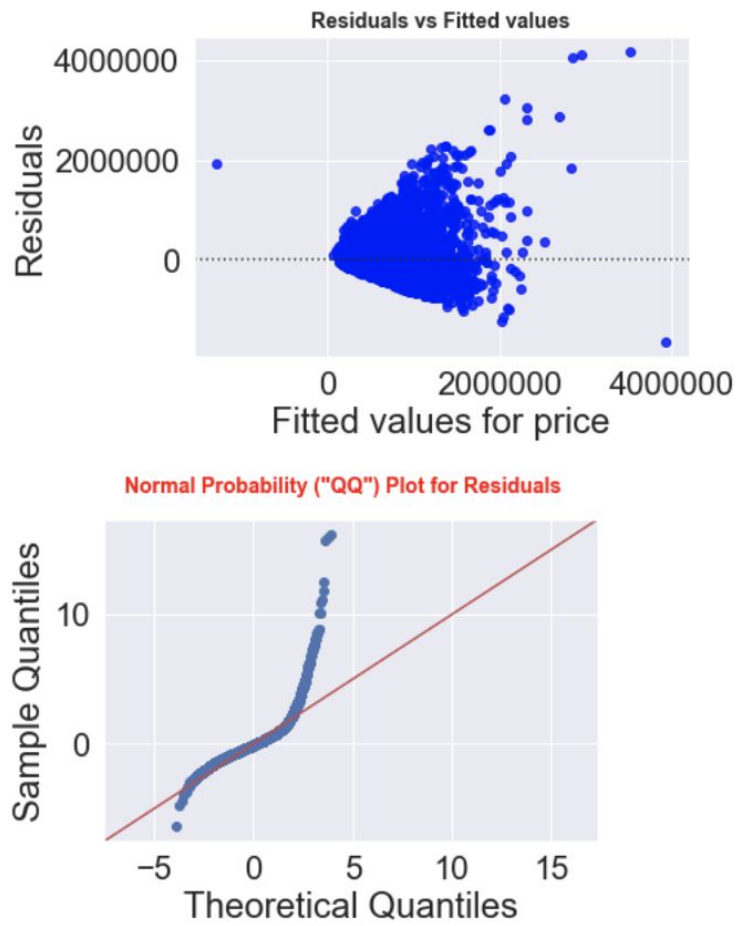 Residuals vs Fitted values
4000000
2000000
0
Residuals
0 2000000 4000000
Fitted values for price
Normal Probability ("QQ") Plot for Residuals
10
0
Sample Quantiles
−5 0 5 10 15
Theoretical Quantiles